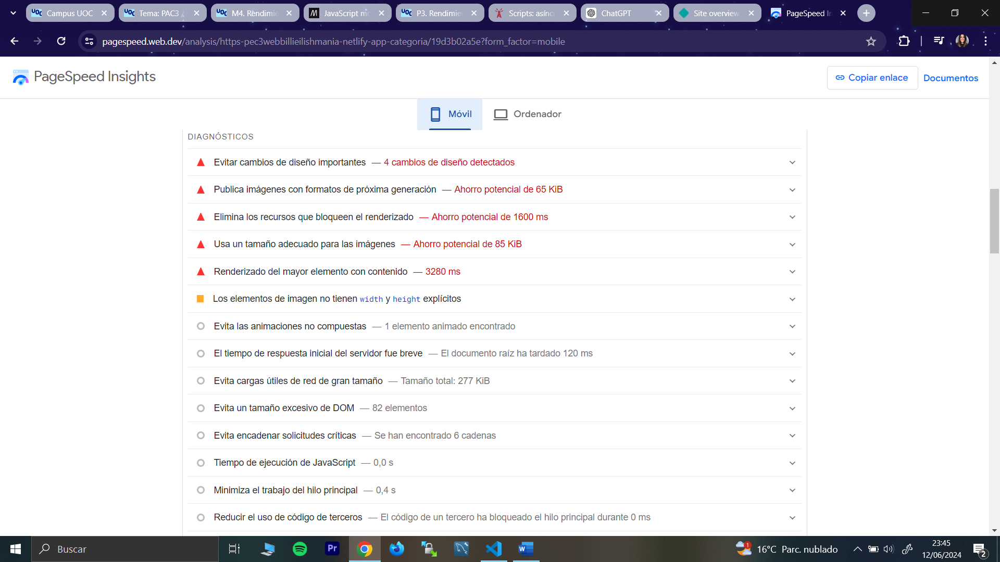 Campus UOC
Tema: PAC3 /
M4. Rendimie
JavaScript mo
P3. Rendimie
Scripts: asínc
ChatGPT
Site overview
PageSpeed In
pagespeed.web.dev/analysis/https-pec3webbillieilishmania-netlify-app-categoria/19d3b02a5e?form_factor=mobile
PageSpeed Insights
Copiar enlace
Documentos
Móvil
Ordenador
DIAGNÓSTICOS
Evitar cambios de diseño importantes — 4 cambios de diseño detectados
Publica imágenes con formatos de próxima generación — Ahorro potencial de 65 KiB
Elimina los recursos que bloqueen el renderizado — Ahorro potencial de 1600 ms
Usa un tamaño adecuado para las imágenes — Ahorro potencial de 85 KiB
Renderizado del mayor elemento con contenido — 3280 ms
Los elementos de imagen no tienen width y height explícitos
Evita las animaciones no compuestas — 1 elemento animado encontrado
El tiempo de respuesta inicial del servidor fue breve — El documento raíz ha tardado 120 ms
Evita cargas útiles de red de gran tamaño — Tamaño total: 277 KiB
Evita un tamaño excesivo de DOM — 82 elementos
Evita encadenar solicitudes críticas — Se han encontrado 6 cadenas
Tiempo de ejecución de JavaScript — 0,0 s
Minimiza el trabajo del hilo principal — 0,4 s
Reducir el uso de código de terceros — El código de un tercero ha bloqueado el hilo principal durante 0 ms
Buscar
Pr
W
1
16°C Parc. nublado
23:45
12/06/2024
2